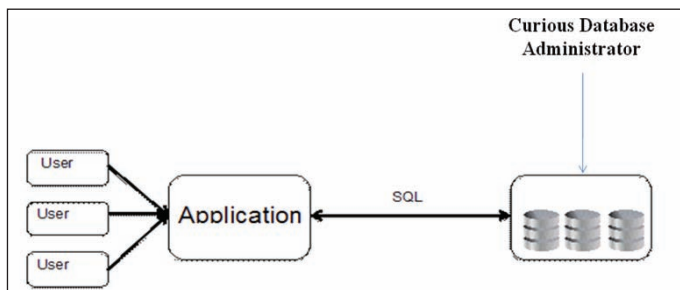 Curious Database
Administrator
User
User
User
Application
SQL